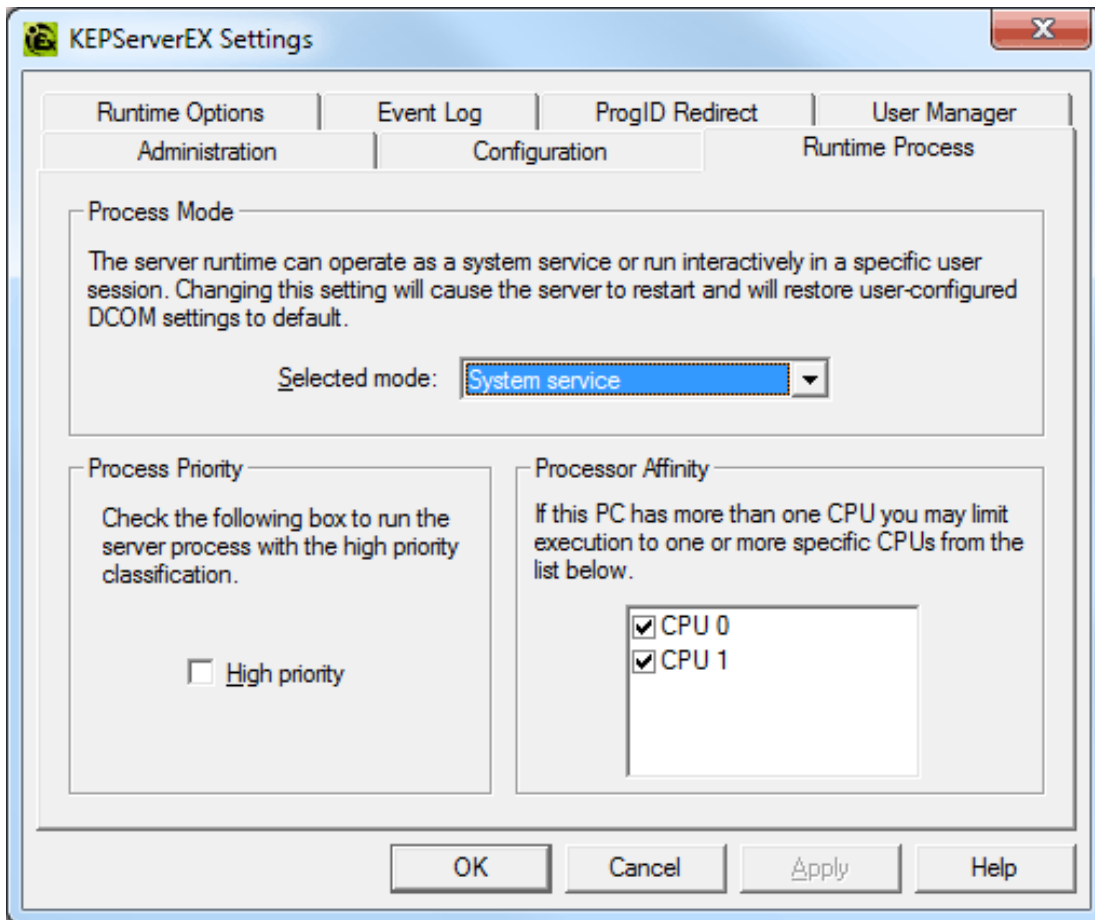 KEPServerEX Settings
Runtime Options
Event Log
ProgID Redirect
User Manager
Administration
Configuration
Runtime Process
Process Mode
The server runtime can operate as a system service or run interactively in a specific user
session. Changing this setting will cause the server to restart and will restore user-configured
DCOM settings to default.
Selected mode:
System service
Process Priority
Check the following box to run the
server process with the high priority
classification.
High priority
Processor Affinity
If this PC has more than one CPU you may limit
execution to one or more specific CPUs from the
list below.
CPU 0
CPU 1
OK
Cancel
Apply
Help